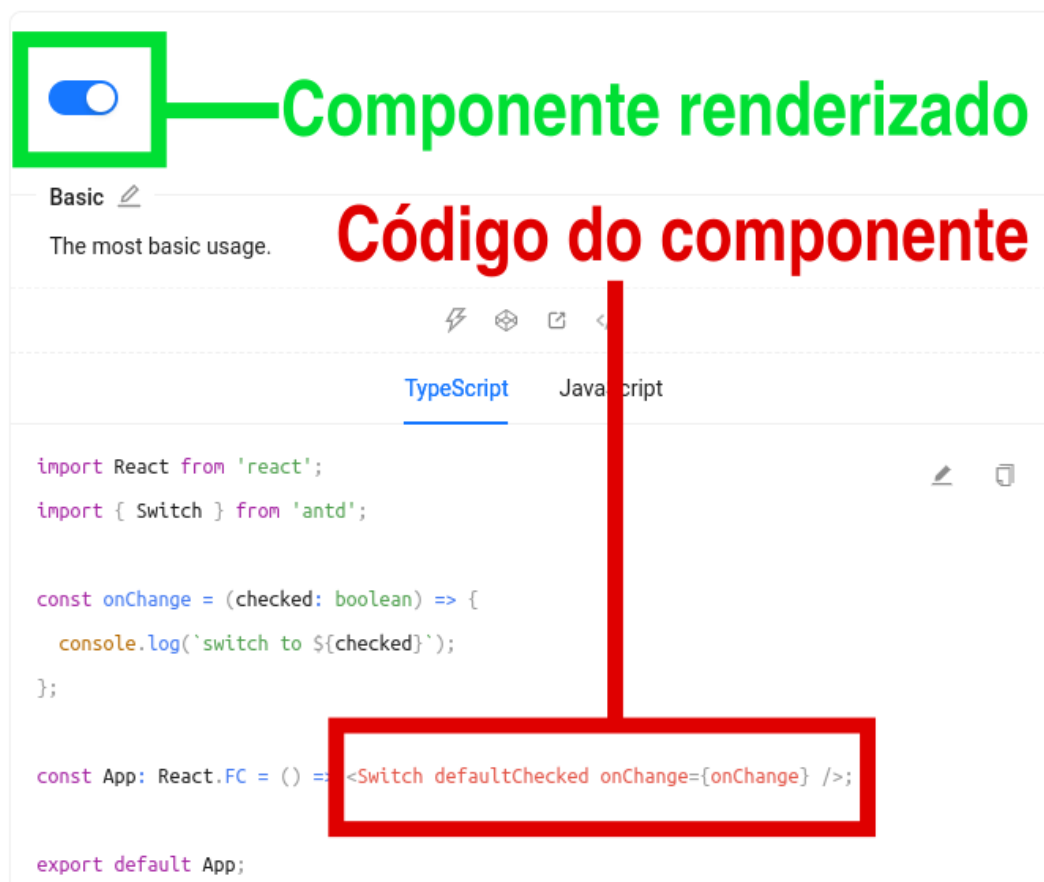 Componente renderizado
Basic
Código do componente
The most basic usage.
TypeScript JavaScript
import React from 'react';
import { Switch } from 'antd';
const onChange = (checked: boolean) => {
console.log(`switch to ${checked}`);
};
const App: React.FC = () => <Switch defaultChecked onChange={onChange} />;
export default App;